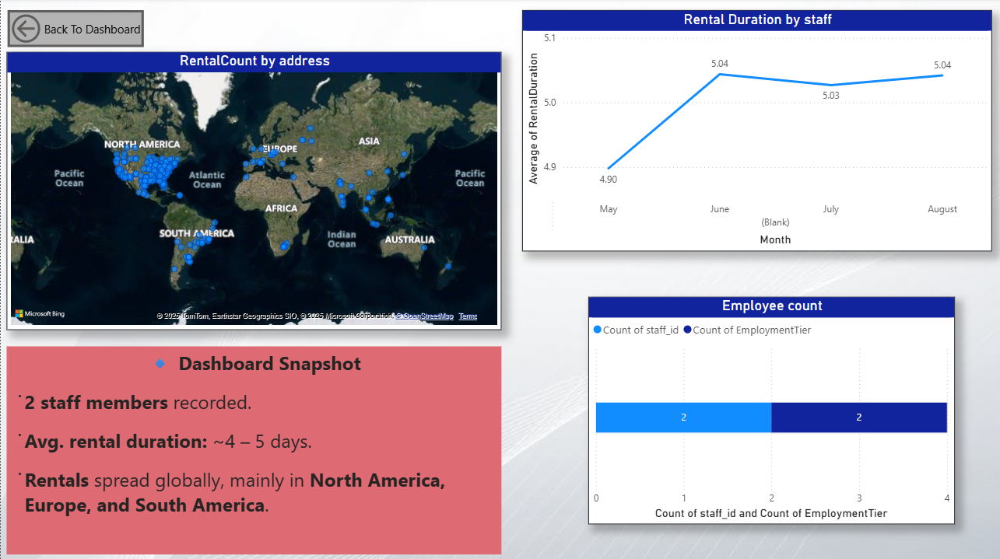 Back To Dashboard
RentalCount by address
NORTH AMERICA
EUROPE
ASIA
Pacific
Ocean
Atlantic
Ocean
Pacific
Ocean
AFRICA
SOUTH AMERICA
Indian
Ocean
RALIA
AUSTRALIA
Microsoft Bing
© 2025 TomTom, Earthstar Geographics SIO, © 2025 Microsoft Corporation, © OpenStreetMap Terms
Rental Duration by staff
Average of RentalDuration
5.1
5.0
4.9
4.90
5.04
5.03
5.04
May June July August
(Blank)
Month
Dashboard Snapshot
2 staff members recorded.
Avg. rental duration: ~4 – 5 days.
Rentals spread globally, mainly in North America,
Europe, and South America.
Employee count
Count of staff_id Count of EmploymentTier
2 2
0 1 2 3 4
Count of staff_id and Count of EmploymentTier